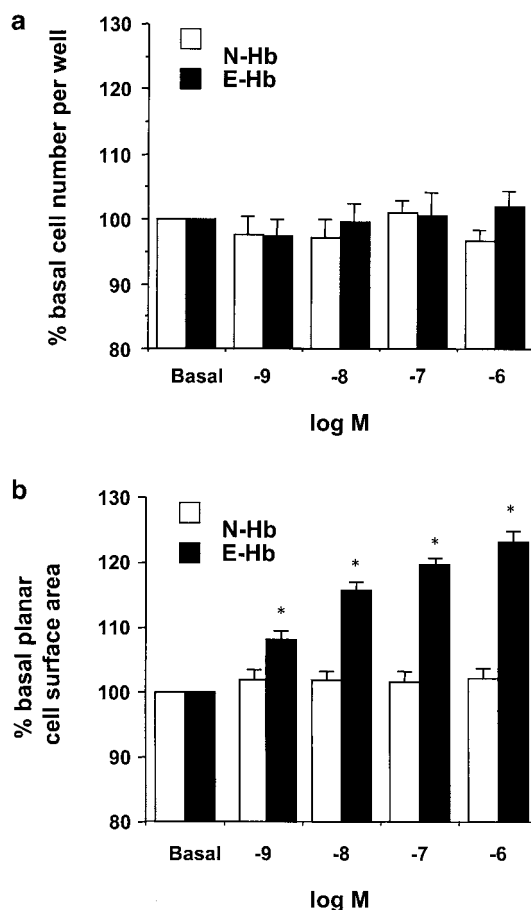 a
% basal cell number per well
130
120
110
100
90
80
N-Hb
E-Hb
Basal -9 -8 -7 -6
log M
b
% basal planar
cell surface area
130
120
110
100
90
80
N-Hb
E-Hb
* * * *
Basal -9 -8 -7 -6
log M